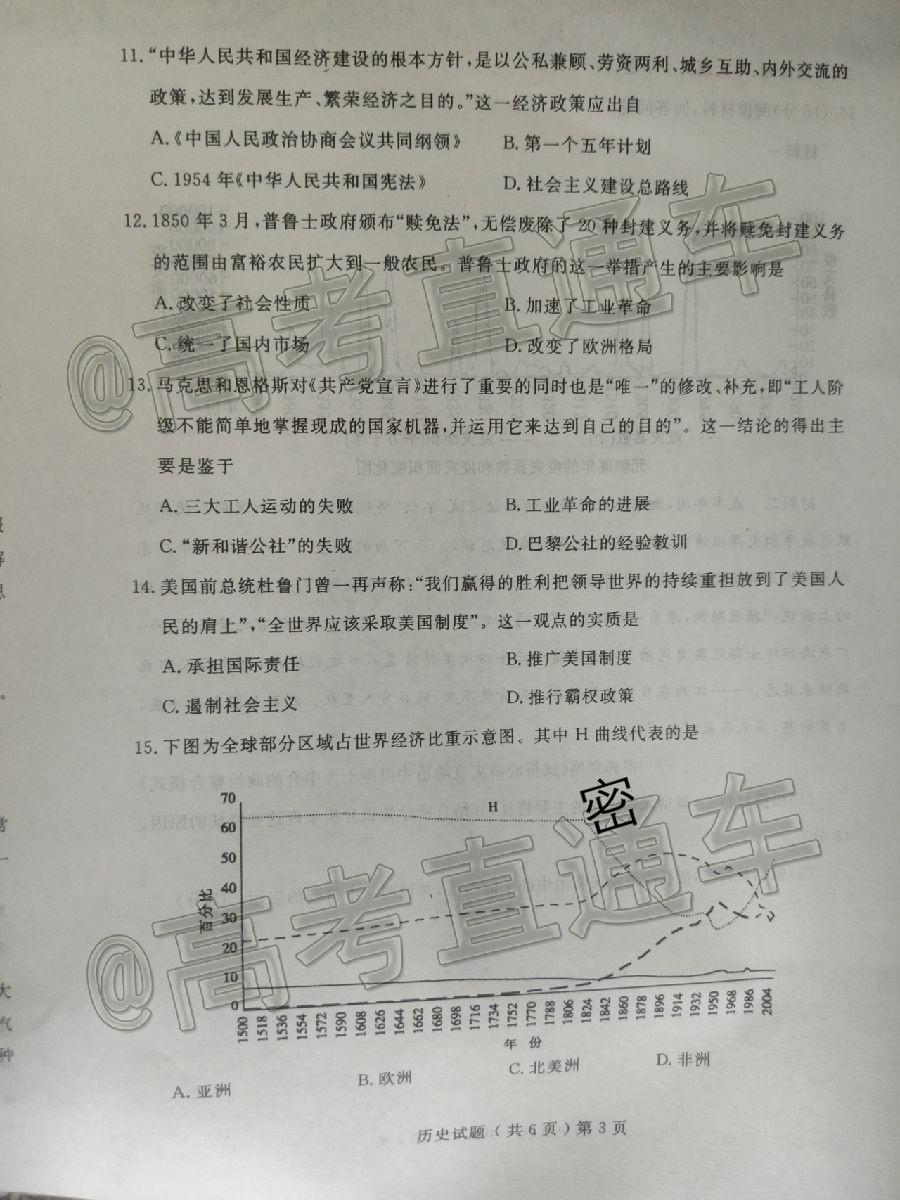 11.“中华人民共和国经济建设的根本方针,是以公私兼顾、劳资两利、城乡互助、内外交流的
政策,达到发展生产、繁荣经济之目的。”这一经济政策应出自
A.《中国人民政治协商会议共同纲领》 B. 第一个五年计划
C. 1954 年《中华人民共和国宪法》 D. 社会主义建设总路线
12. 1850 年 3 月,普鲁士政府颁布“赎免法”,无偿废除了 20 种封建义务,并将赎免封建义务
的范围由富裕农民扩大到一般农民。普鲁士政府的这一举措产生的主要影响是
A. 改变了社会性质 B. 加速了工业革命
C. 统一了国内市场 D. 改变了欧洲格局
13. 马克思和恩格斯对《共产党宣言》进行了重要的同时也是“唯一”的修改、补充,即“工人阶
级不能简单地掌握现成的国家机器,并运用它来达到自己的目的”。这一结论的得出主
要是鉴于
A. 三大工人运动的失败 B. 工业革命的进展
C. “新和谐公社”的失败 D. 巴黎公社的经验教训
14. 美国前总统杜鲁门曾一再声称:“我们赢得的胜利把领导世界的持续重担放到了美国人
民的肩上”,“全世界应该采取美国制度”。这一观点的实质是
A. 承担国际责任 B. 推广美国制度
C. 遏制社会主义 D. 推行霸权政策
15. 下图为全球部分区域占世界经济比重示意图。其中 H 曲线代表的是
密
H
百分比
70
60
50
40
30
20
10
0
1500 1518 1536 1554 1572 1590 1608 1626 1644 1662 1680 1698 1716 1734 1752 1770 1788 1806 1824 1842 1860 1878 1896 1914 1932 1950 1968 1986 2004
年 份
A. 亚洲 B. 欧洲 C. 北美洲 D. 非洲
历史试题(共 6 页)第 3 页
@高考直通车
@高考直通车